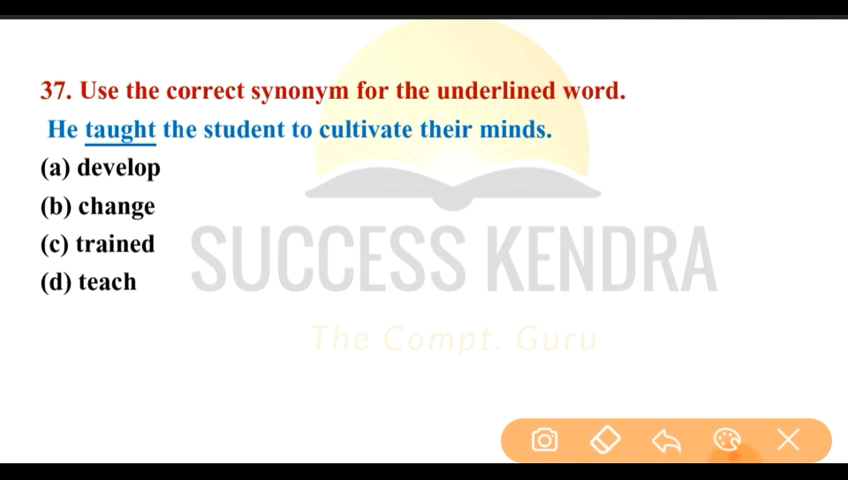 37. Use the correct synonym for the underlined word.
He taught the student to cultivate their minds.
(a) develop
(b) change
(c) trained
(d) teach
SUCCESS KENDRA
The Compt. Guru